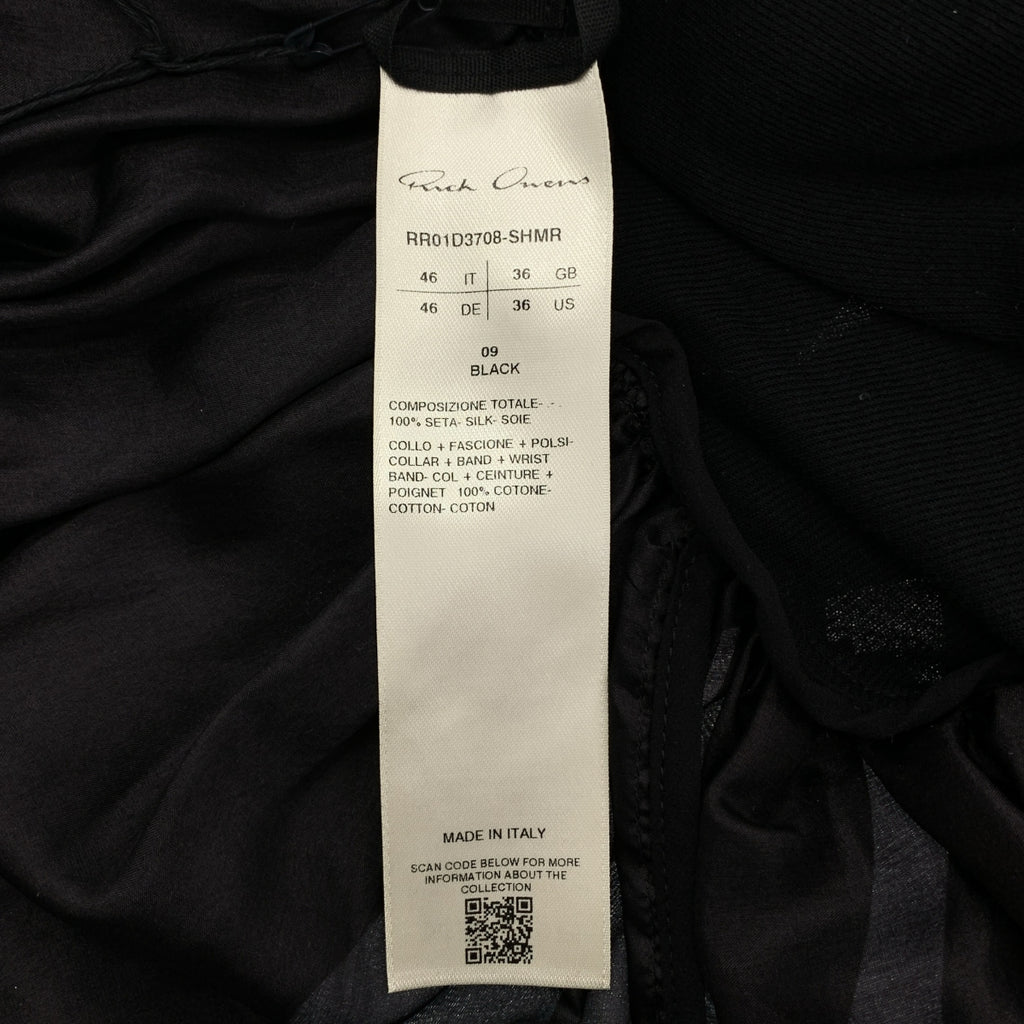 Rick Owens
RR01D3708-SHMR
46 IT 36 GB
46 DE 36 US
09
BLACK
COMPOSIZIONE TOTALE- - -
100% SETA- SILK- SOIE
COLLO + FASCIONE + POLSI-
COLLAR + BAND + WRIST
BAND- COL + CEINTURE +
POIGNET 100% COTONE-
COTTON- COTON
MADE IN ITALY
SCAN CODE BELOW FOR MORE
INFORMATION ABOUT THE
COLLECTION